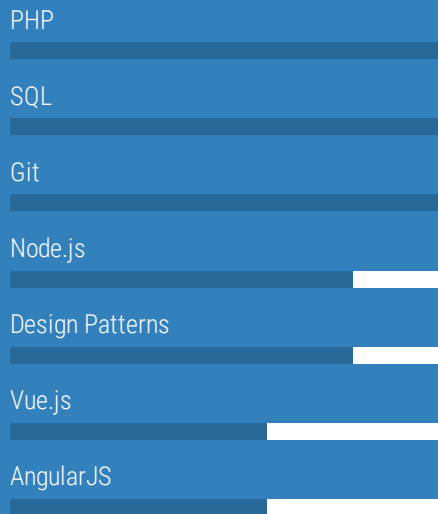 PHP
SQL
Git
Node.js
Design Patterns
Vue.js
AngularJS